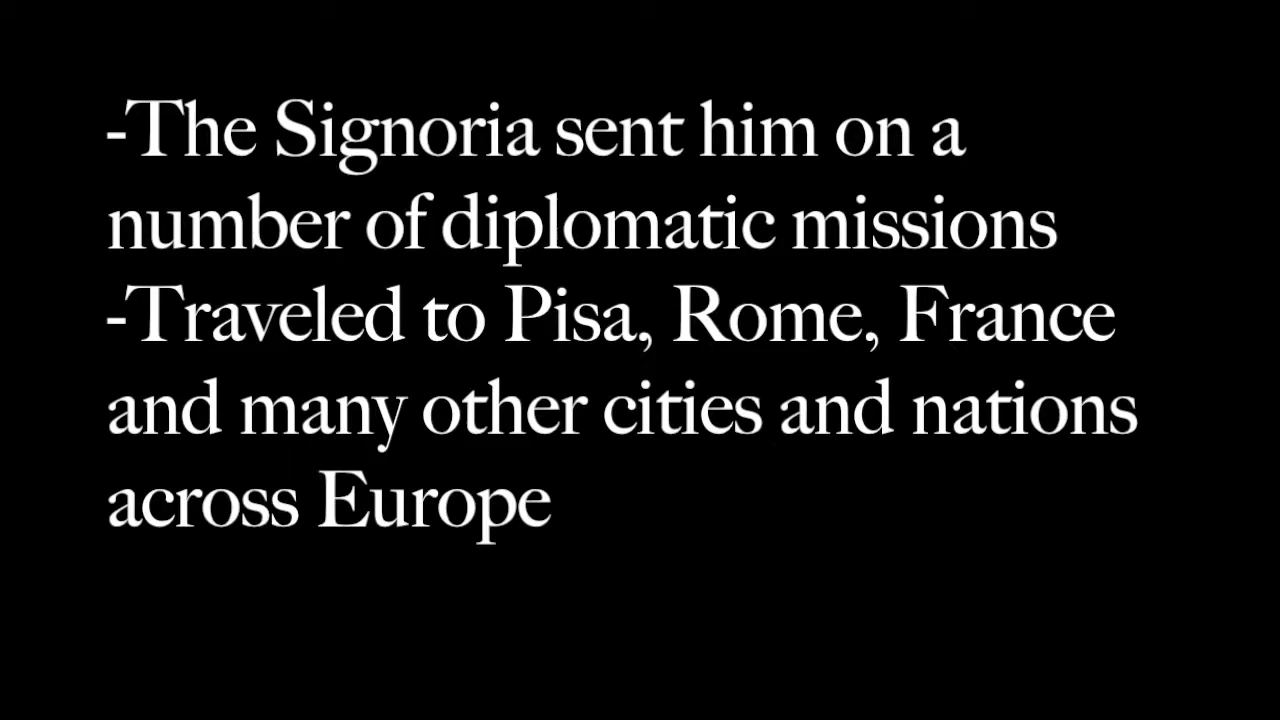 -The Signoria sent him on a
number of diplomatic missions
-Traveled to Pisa, Rome, France
and many other cities and nations
across Europe